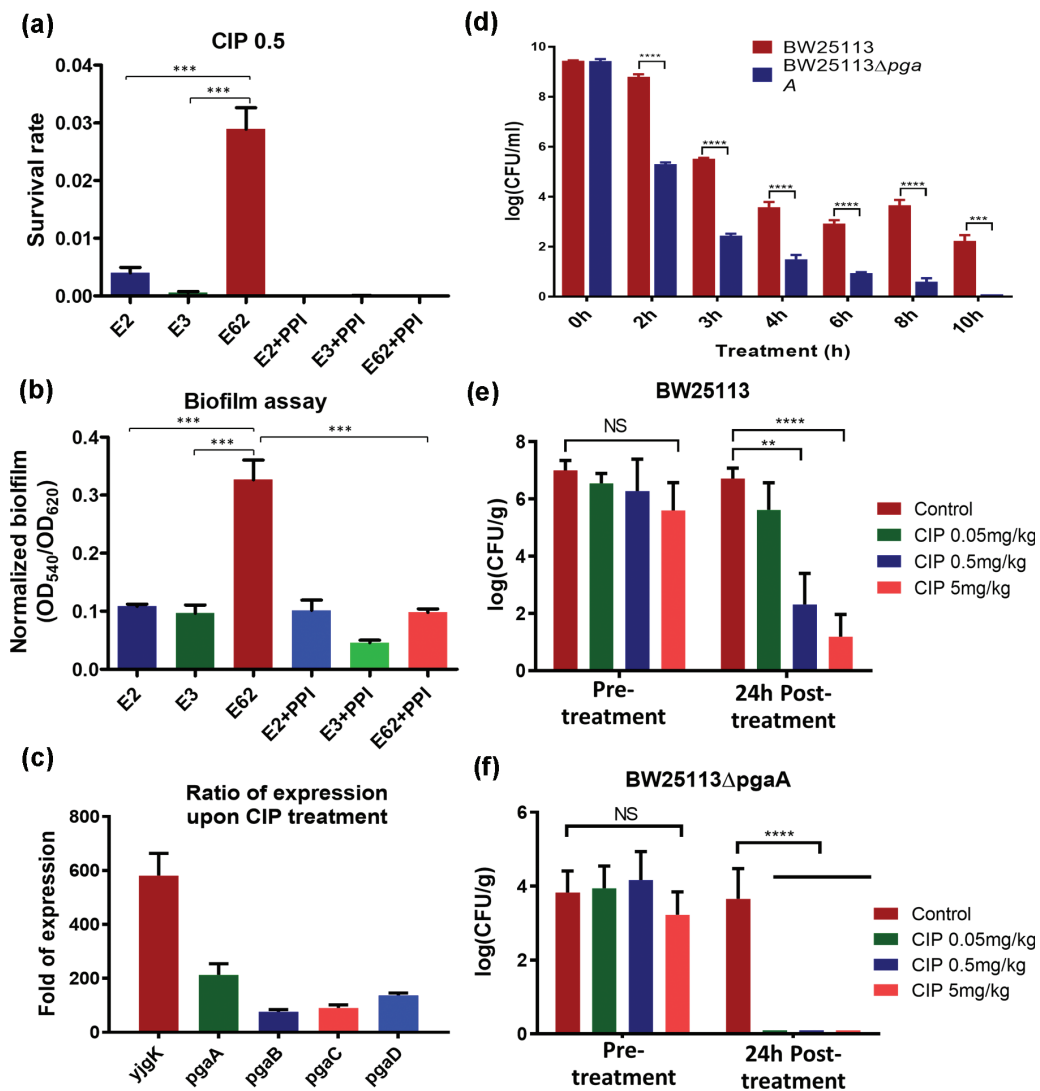 (a)
CIP 0.5
Survival rate
0.04
0.03
0.02
0.01
0.00
***
***
E2
E3
E62
E2+PPI
E3+PPI
E62+PPI
(b)
Biofilm assay
Normalized biolfilm
(OD540/OD620)
0.4
0.3
0.2
0.1
0.0
***
***
***
E2
E3
E62
E2+PPI
E3+PPI
E62+PPI
(c)
Ratio of expression
upon CIP treatment
Fold of expression
800
600
400
200
0
yjgK
pgaA
pgaB
pgaC
pgaD
(d)
BW25113
BW25113Δpga
A
log(CFU/ml)
10
8
6
4
2
0
****
****
****
****
****
***
0h
2h
3h
4h
6h
8h
10h
Treatment (h)
(e)
BW25113
log(CFU/g)
8
6
4
2
0
NS
****
**
Control
CIP 0.05mg/kg
CIP 0.5mg/kg
CIP 5mg/kg
Pre-
treatment
24h Post-
treatment
(f)
BW25113ΔpgaA
log(CFU/g)
6
4
2
0
NS
****
Control
CIP 0.05mg/kg
CIP 0.5mg/kg
CIP 5mg/kg
Pre-
treatment
24h Post-
treatment